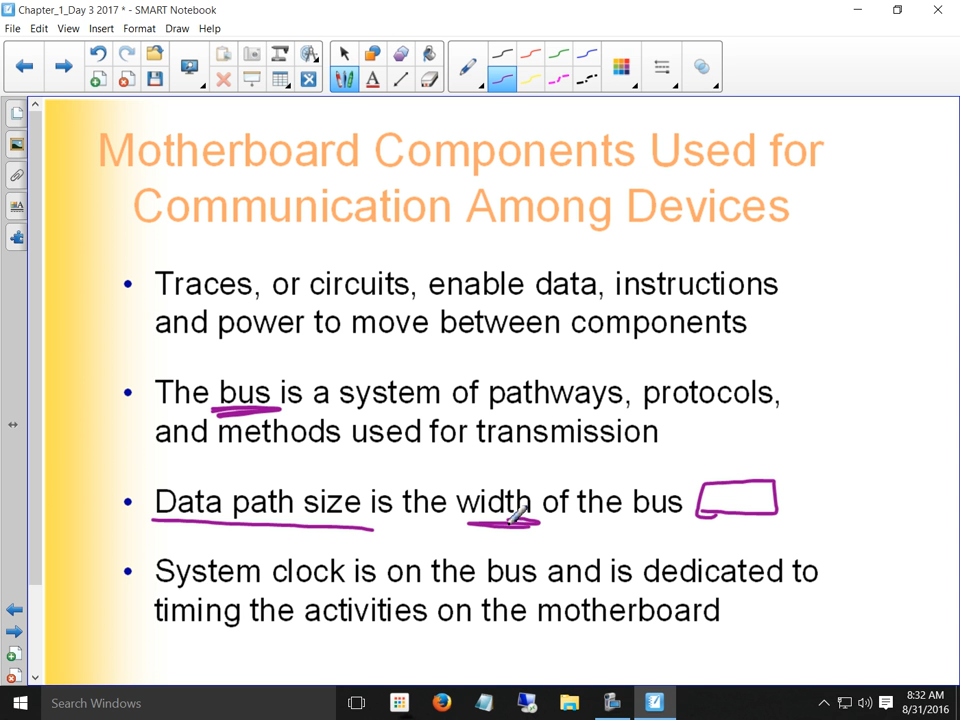 Chapter_1_Day 3 2017 * - SMART Notebook
File Edit View Insert Format Draw Help
Motherboard Components Used for
Communication Among Devices
• Traces, or circuits, enable data, instructions
and power to move between components
• The bus is a system of pathways, protocols,
and methods used for transmission
• Data path size is the width of the bus
• System clock is on the bus and is dedicated to
timing the activities on the motherboard
Search Windows
8:32 AM
8/31/2016